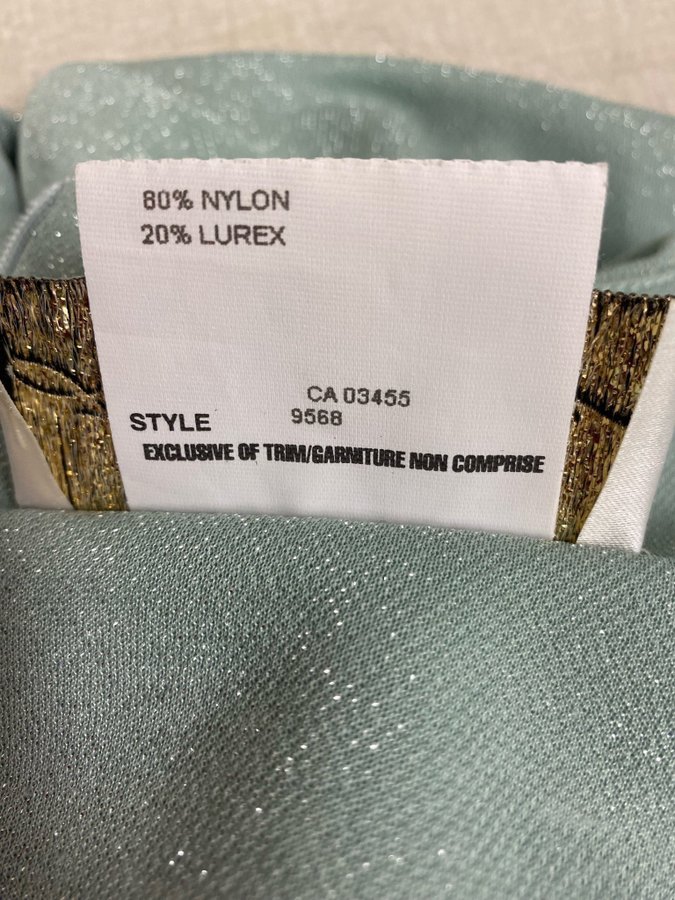 80% NYLON
20% LUREX
CA 03455
STYLE 9568
EXCLUSIVE OF TRIM/GARNITURE NON COMPRISE